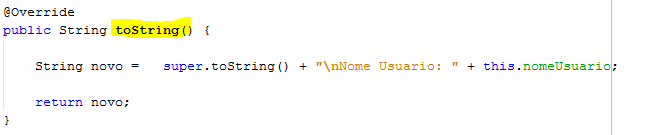 @Override
public String toString() {
String novo =   super.toString() + "\nNome Usuario: " + this.nomeUsuario;
return novo;
}